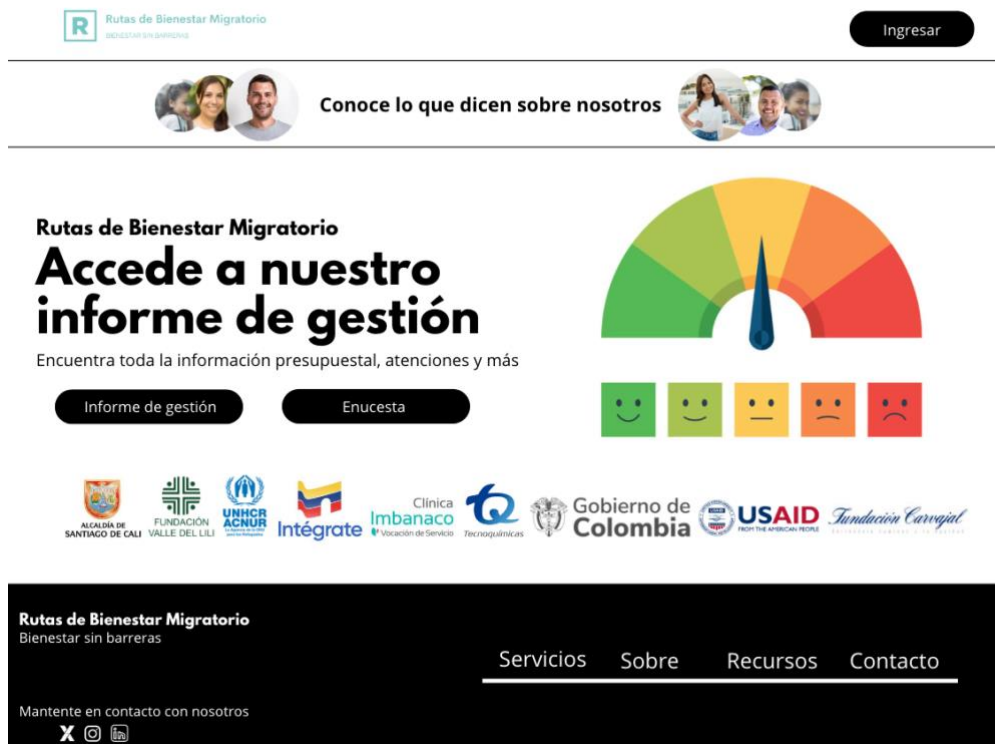 R
Rutas de Bienestar Migratorio
BIENESTAR SIN BARRERAS
Ingresar
Conoce lo que dicen sobre nosotros
Rutas de Bienestar Migratorio
Accede a nuestro
informe de gestión
Encuentra toda la información presupuestal, atenciones y más
Informe de gestión
Enucesta
ALCALDÍA DE
SANTIAGO DE CALI
FUNDACIÓN
VALLE DEL LILI
UNHCR
ACNUR
Intégrate
Clínica
Imbanaco
Vocación de Servicio
TQ
Tecnoquímicas
Gobierno de
Colombia
USAID
FROM THE AMERICAN PEOPLE
Fundación Carvajal
Rutas de Bienestar Migratorio
Bienestar sin barreras
Servicios Sobre Recursos Contacto
Mantente en contacto con nosotros
X
in